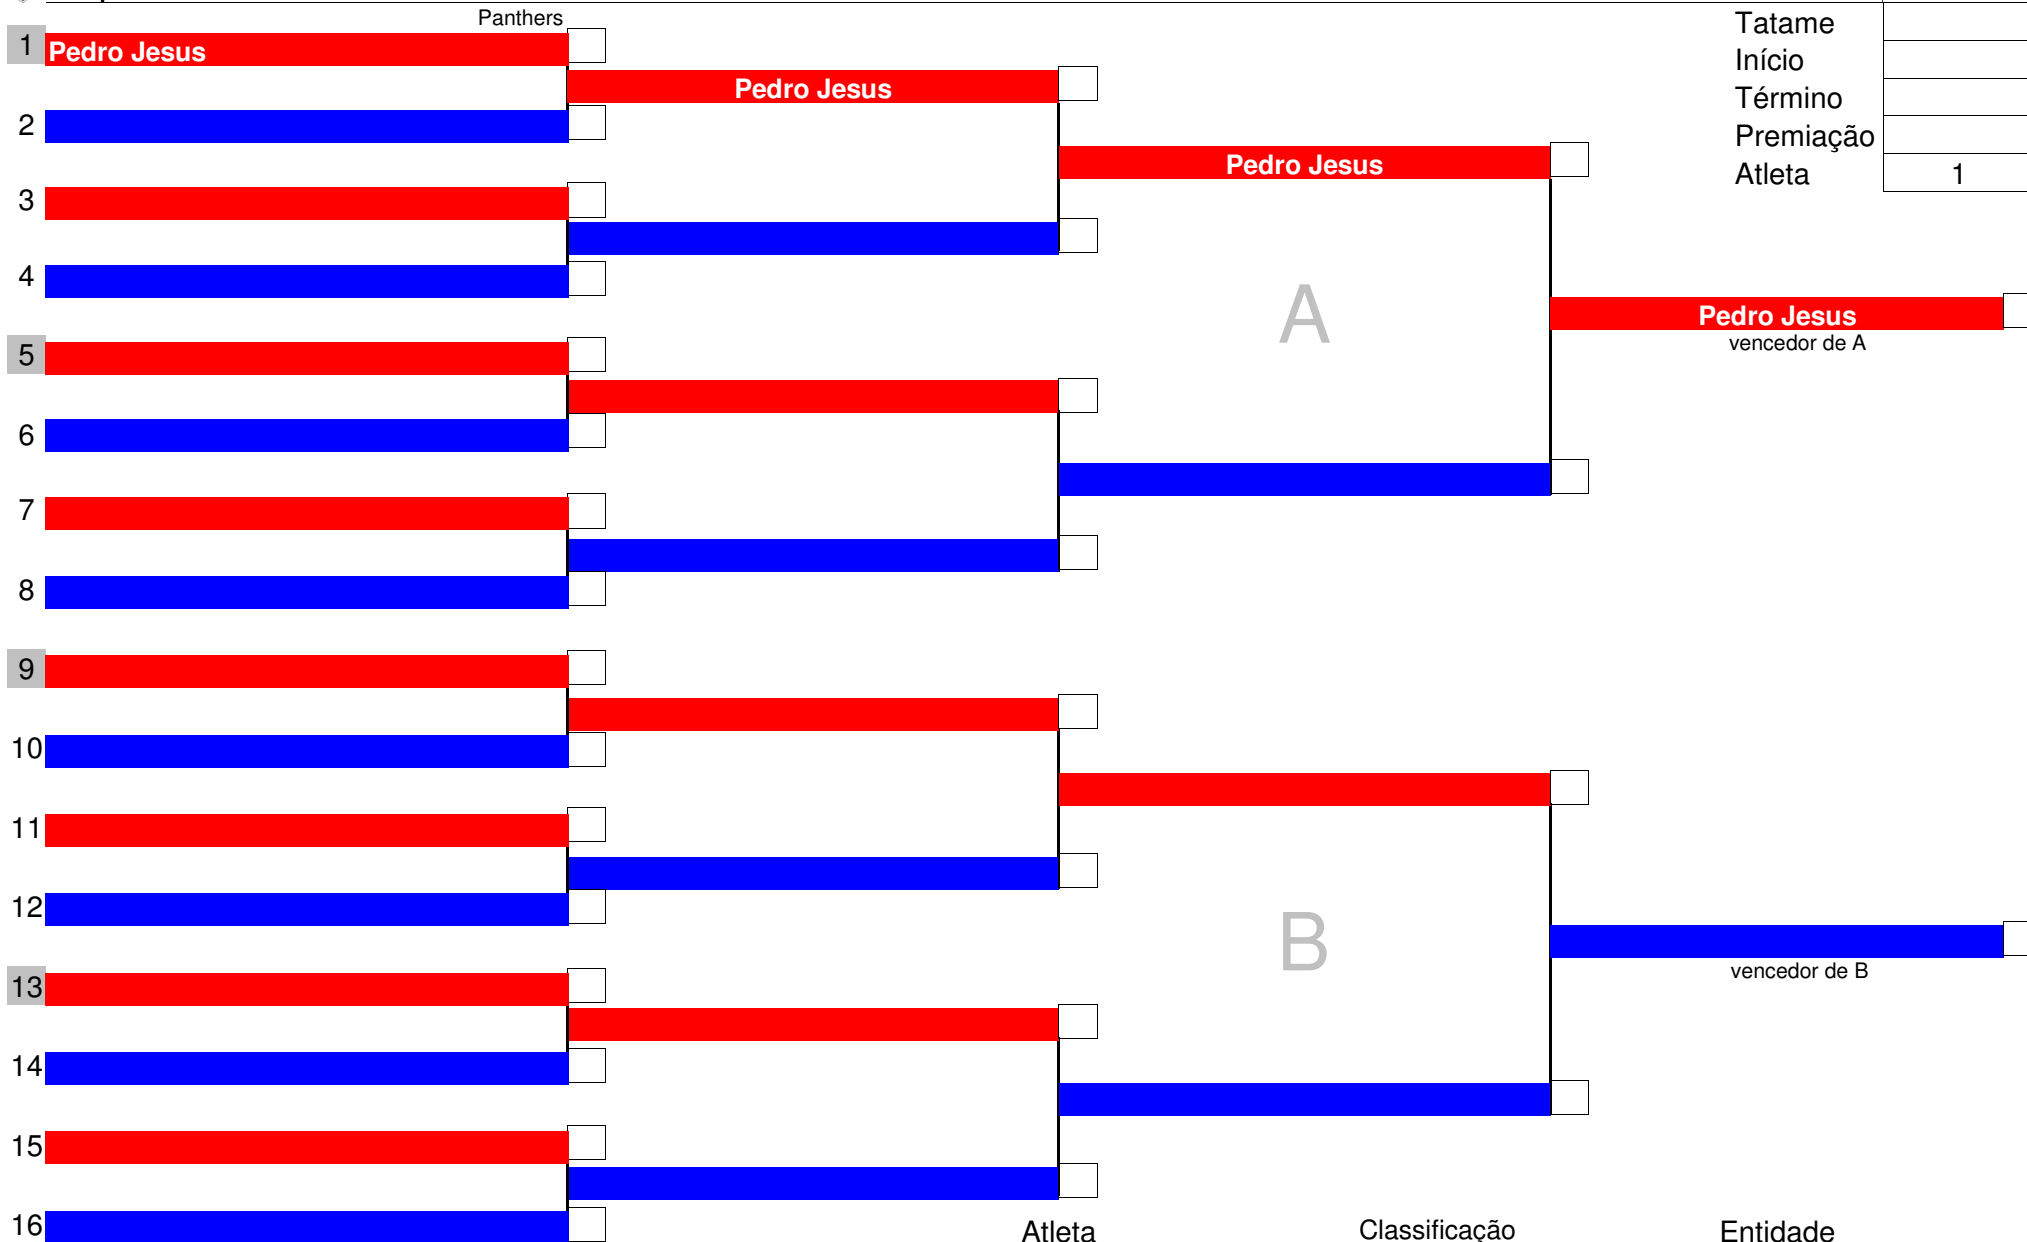 Panthers
Tatame
1 Pedro Jesus
Início
Pedro Jesus
Término
2
Premiação
Pedro Jesus
Atleta 1
3
4
A
Pedro Jesus
vencedor de A
5
6
7
8
9
10
11
12
B
vencedor de B
13
14
15
16
Atleta Classificação Entidade